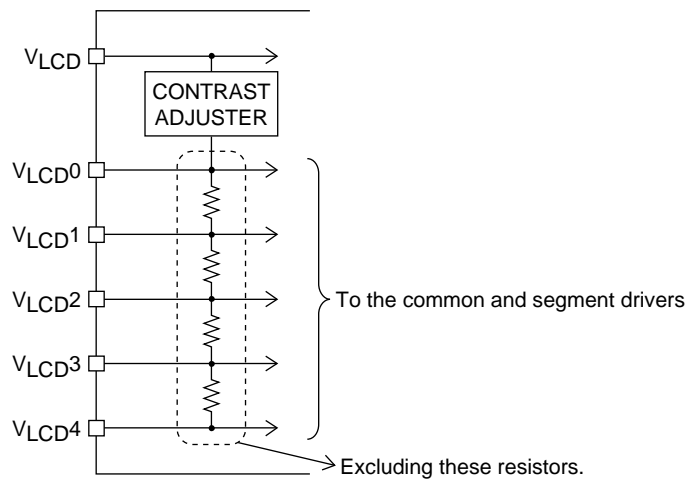 VLCD
CONTRAST
ADJUSTER
VLCD0
VLCD1
VLCD2
To the common and segment drivers
VLCD3
VLCD4
Excluding these resistors.